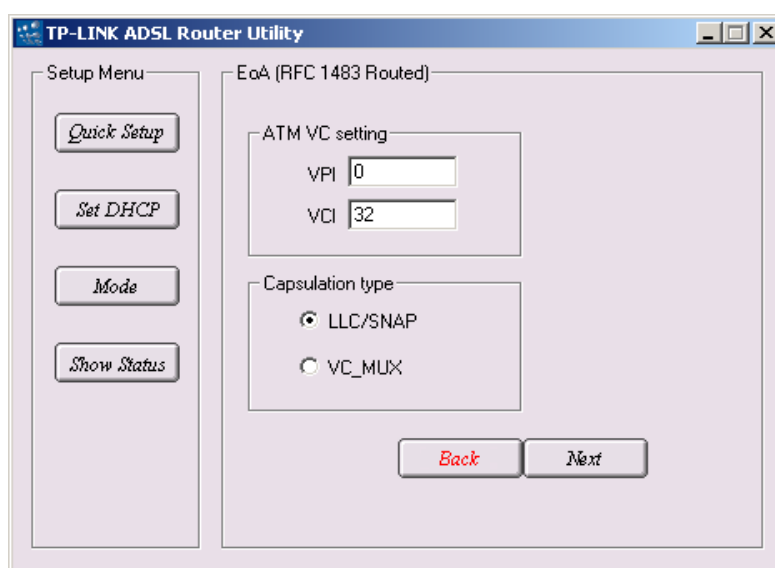 TP-LINK ADSL Router Utility
Setup Menu
Quick Setup
Set DHCP
Mode
Show Status
EoA (RFC 1483 Routed)
ATM VC setting
VPI 0
VCI 32
Capsulation type
LLC/SNAP
VC_MUX
Back
Next